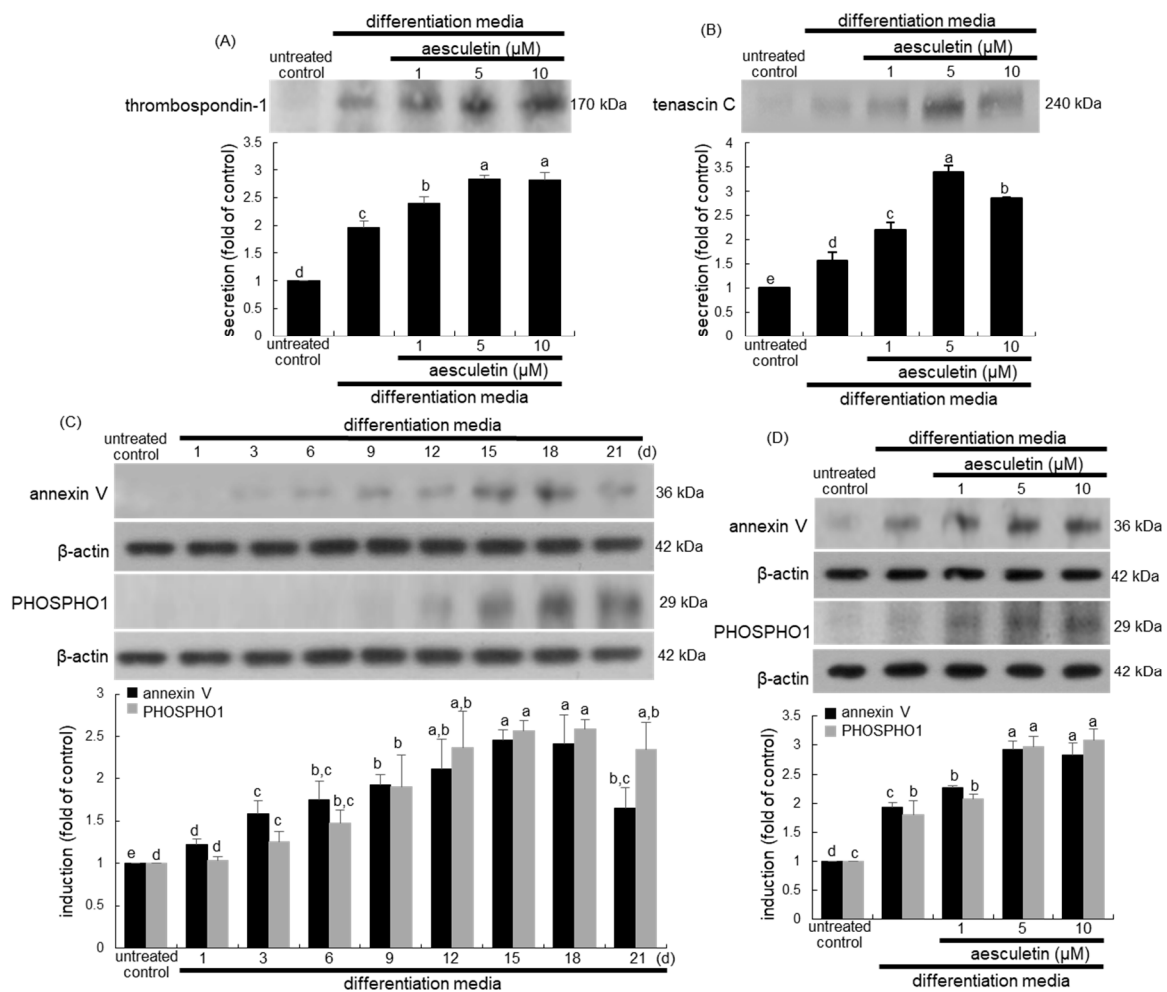 (A)
differentiation media
aesculetin (µM)
untreated
control
1 5 10
thrombospondin-1
170 kDa
secretion (fold of control)
3.5
3
2.5
2
1.5
1
0.5
0
d
c
b
a
a
untreated
control
1 5 10
aesculetin (µM)
differentiation media
(B)
differentiation media
aesculetin (µM)
untreated
control
1 5 10
tenascin C
240 kDa
secretion (fold of control)
4
3.5
3
2.5
2
1.5
1
0.5
0
e
d
c
a
b
untreated
control
1 5 10
aesculetin (µM)
differentiation media
(C)
differentiation media
untreated
control
1 3 6 9 12 15 18 21 (d)
annexin V
36 kDa
β-actin
42 kDa
PHOSPHO1
29 kDa
β-actin
42 kDa
annexin V
PHOSPHO1
induction (fold of control)
3
2.5
2
1.5
1
0.5
0
e d
d d
c c
b,c b,c
b b
a,b a,b
a a
a a
b,c a,b
untreated
control
1 3 6 9 12 15 18 21 (d)
differentiation media
(D)
differentiation media
aesculetin (µM)
untreated
control
1 5 10
annexin V
36 kDa
β-actin
42 kDa
PHOSPHO1
29 kDa
β-actin
42 kDa
annexin V
PHOSPHO1
induction (fold of control)
3.5
3
2.5
2
1.5
1
0.5
0
d c
c b
b b
a a
a a
untreated
control
1 5 10
aesculetin (µM)
differentiation media